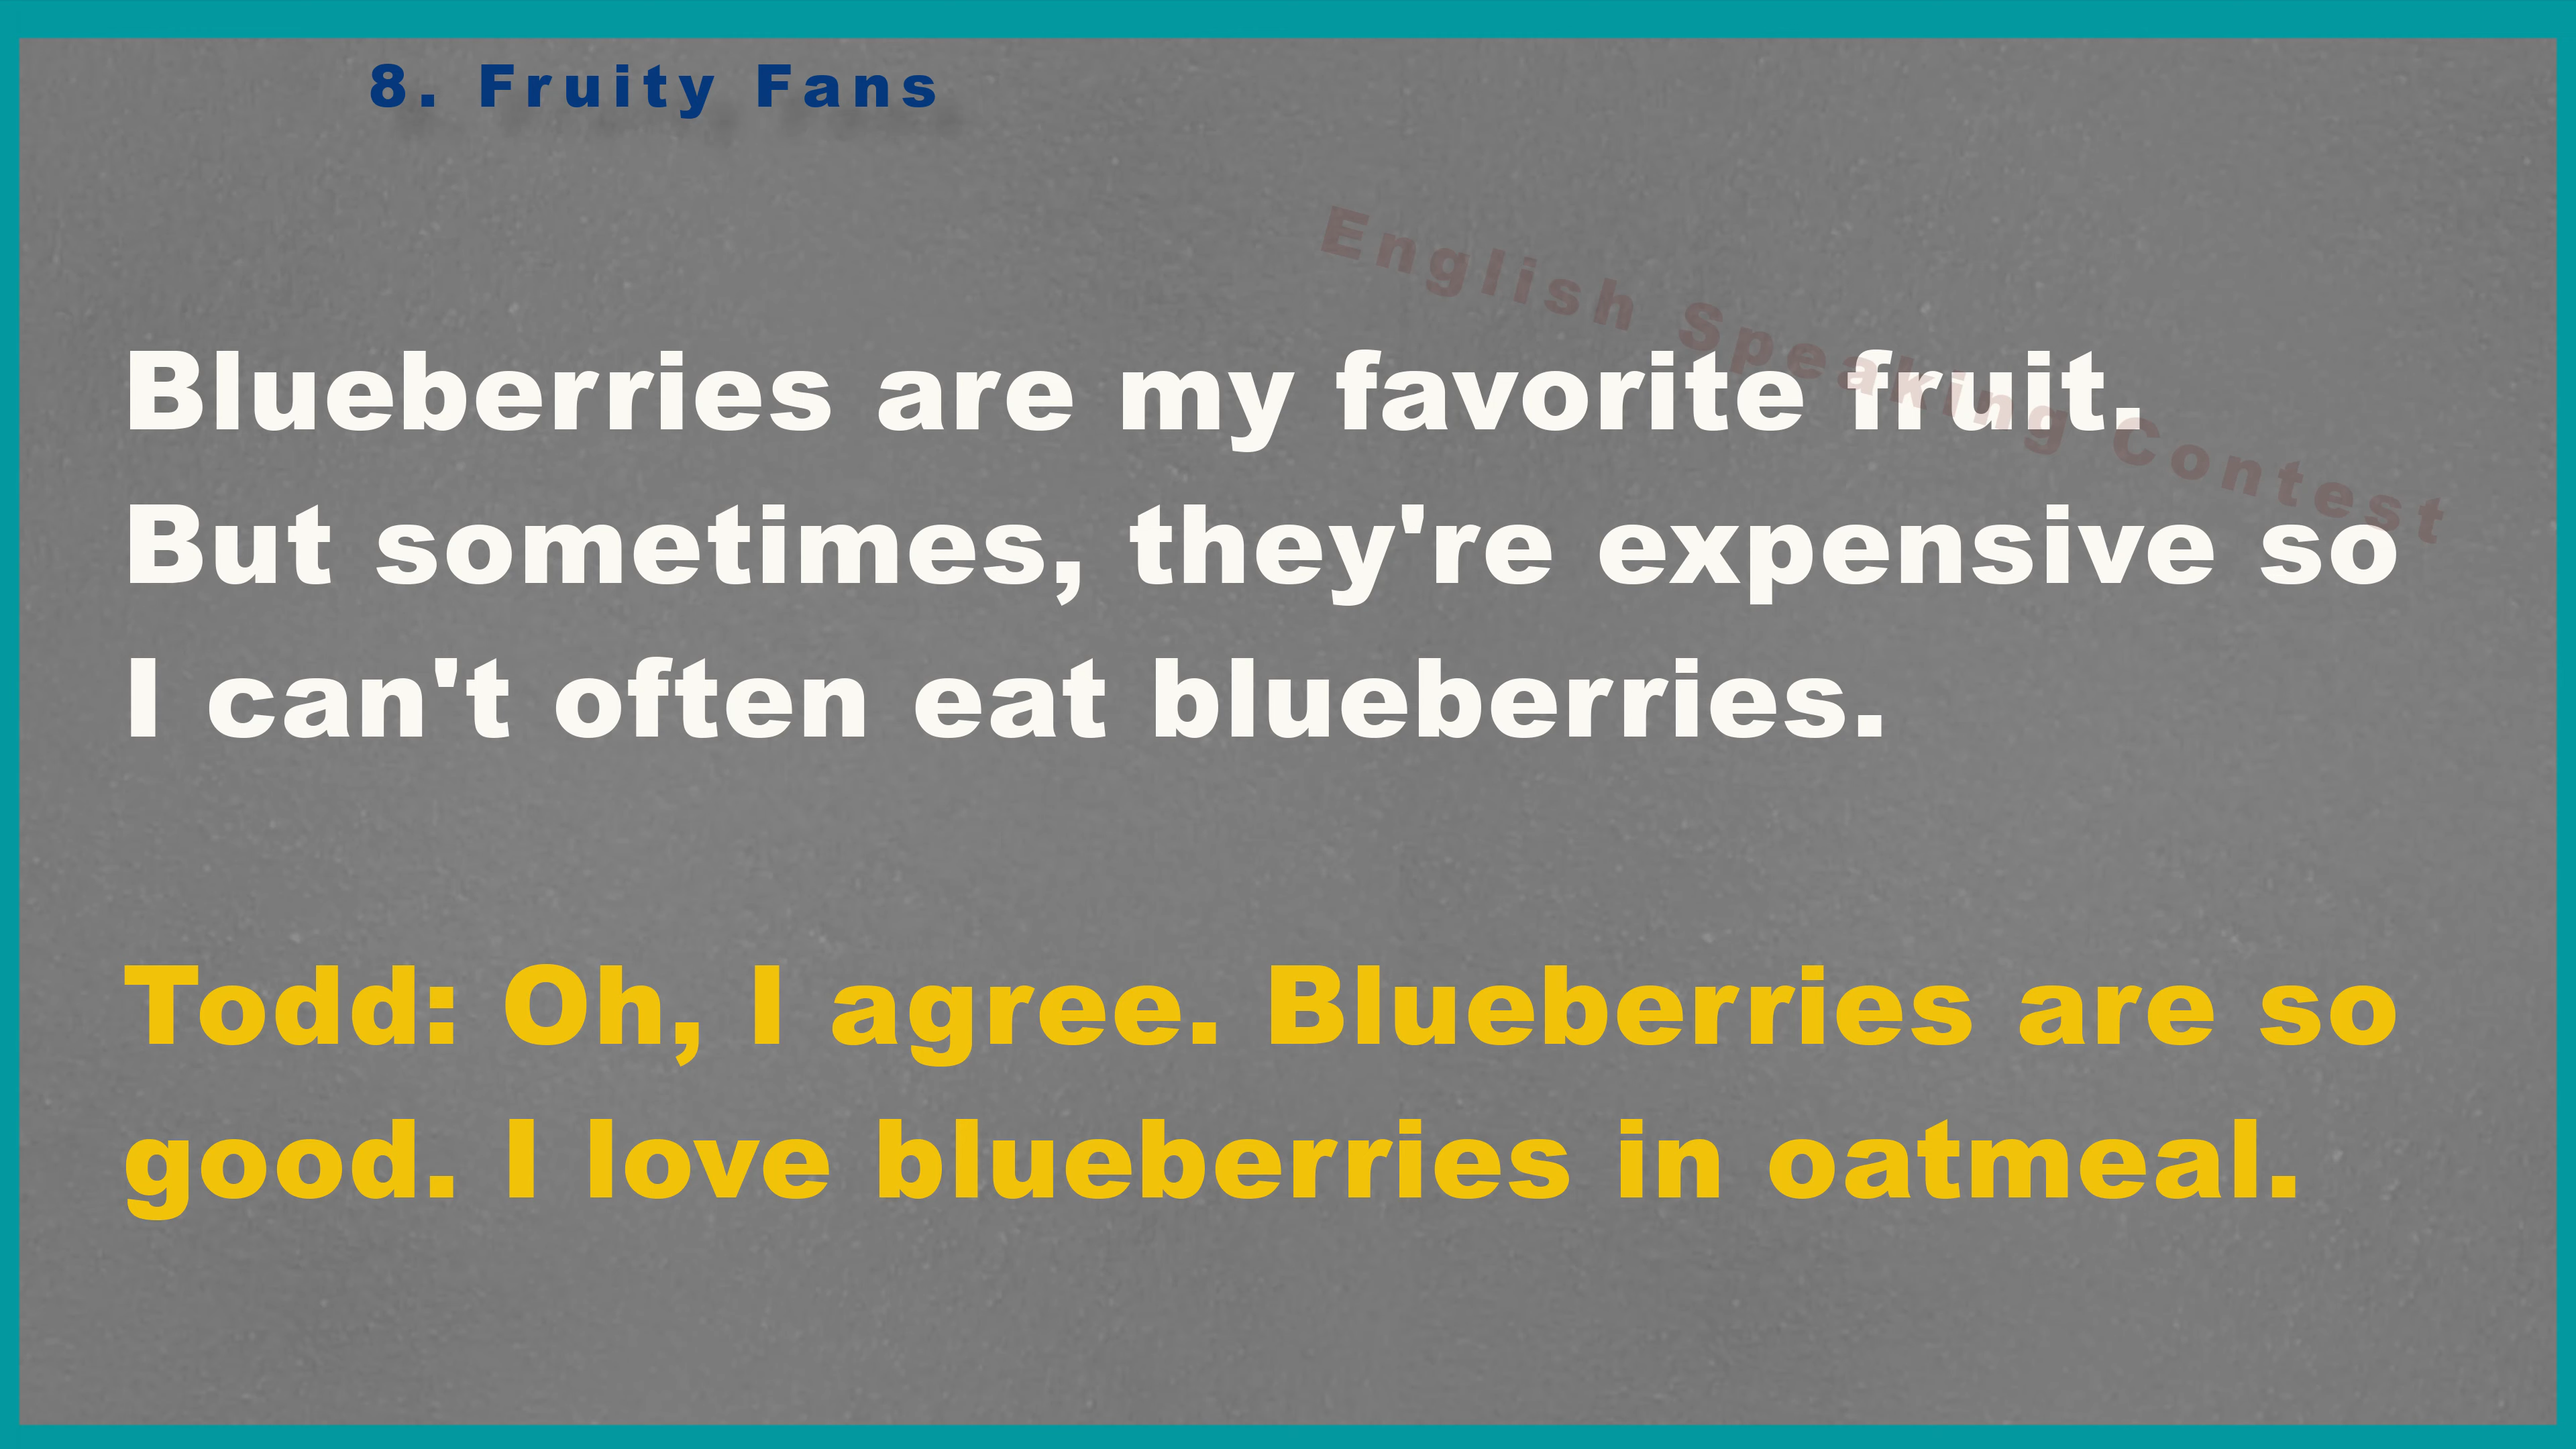 8. Fruity Fans
English Speaking Contest
Blueberries are my favorite fruit.
But sometimes, they're expensive so
I can't often eat blueberries.
Todd: Oh, I agree. Blueberries are so
good. I love blueberries in oatmeal.